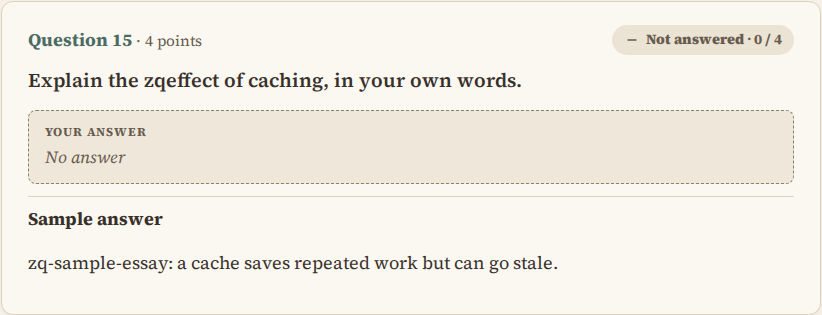 Question 15 · 4 points
– Not answered · 0 / 4
Explain the zqeffect of caching, in your own words.
YOUR ANSWER
No answer
Sample answer
zq-sample-essay: a cache saves repeated work but can go stale.